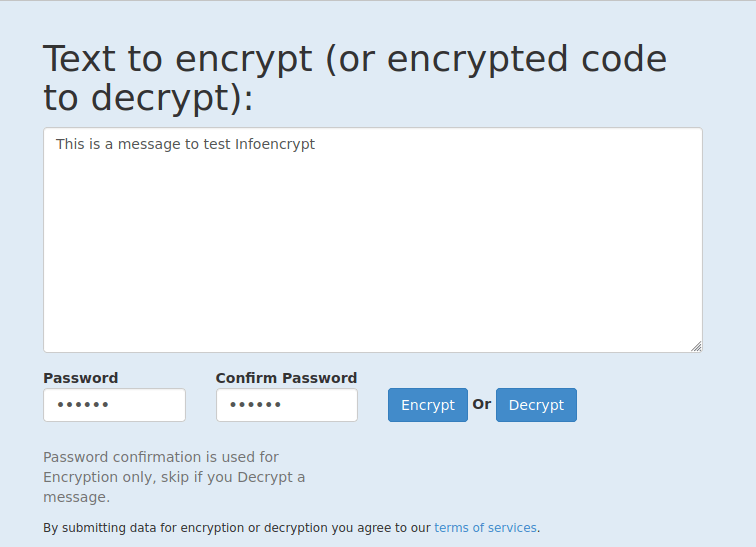 Text to encrypt (or encrypted code
to decrypt):
This is a message to test Infoencrypt
Password
Confirm Password
••••••
••••••
Encrypt Or Decrypt
Password confirmation is used for
Encryption only, skip if you Decrypt a
message.
By submitting data for encryption or decryption you agree to our terms of services.